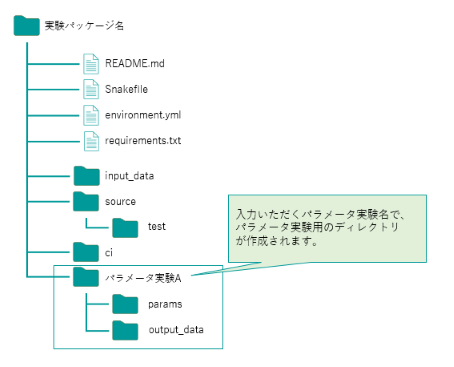 実験パッケージ名
README.md
Snakefile
environment.yml
requirements.txt
input_data
source
test
ci
パラメータ実験A
params
output_data
入力いただくパラメータ実験名で、
パラメータ実験用のディレクトリ
が作成されます。